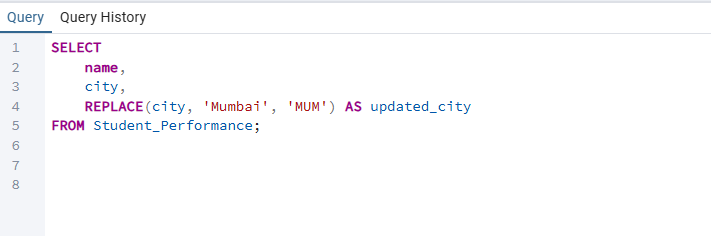 Query Query History
1 SELECT
2 name,
3 city,
4 REPLACE(city, 'Mumbai', 'MUM') AS updated_city
5 FROM Student_Performance;
6
7
8